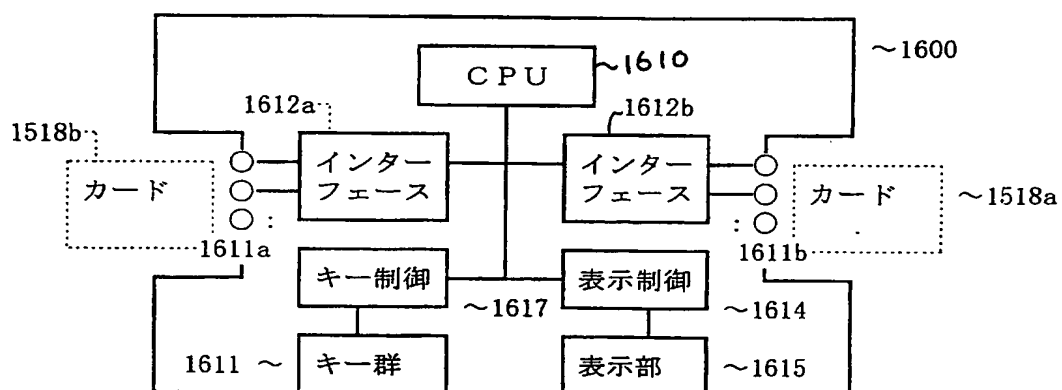 CPU
~1610
~1600
1612a
1612b
1518b
カード
インター
フェース
インター
フェース
カード
~1518a
:
:
1611a
1611b
キー制御
~1617
表示制御
~1614
1611 ~
キー群
表示部
~1615